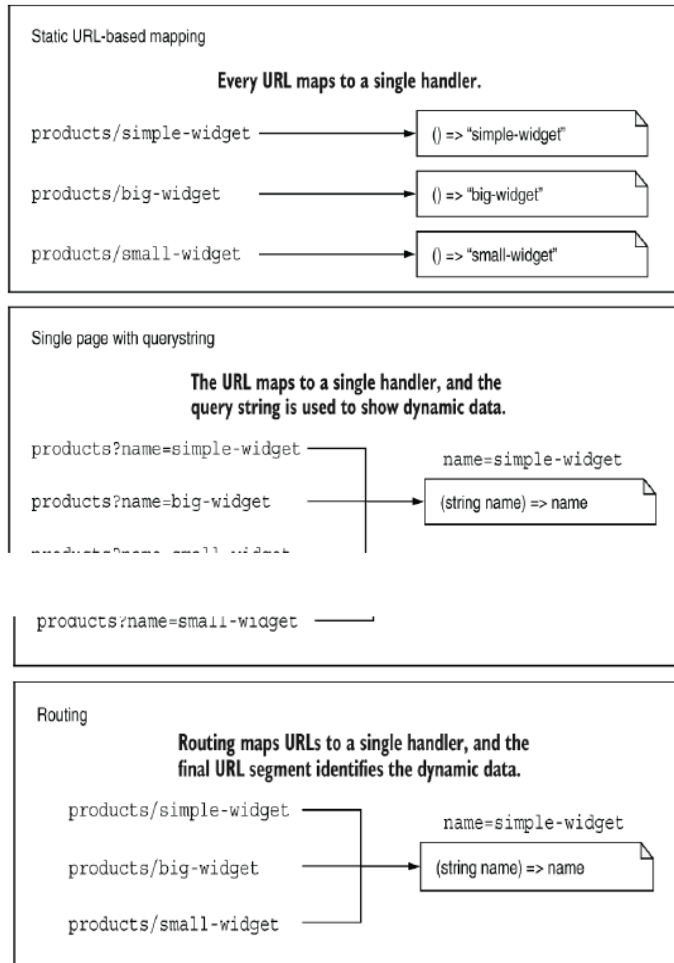 Static URL-based mapping
Every URL maps to a single handler.
products/simple-widget
() => “simple-widget”
products/big-widget
() => “big-widget”
products/small-widget
() => “small-widget”
Single page with querystring
The URL maps to a single handler, and the
query string is used to show dynamic data.
products?name=simple-widget
name=simple-widget
products?name=big-widget
(string name) => name
products?name=small-widget
products?name=small-widget
Routing
Routing maps URLs to a single handler, and the
final URL segment identifies the dynamic data.
products/simple-widget
name=simple-widget
products/big-widget
(string name) => name
products/small-widget